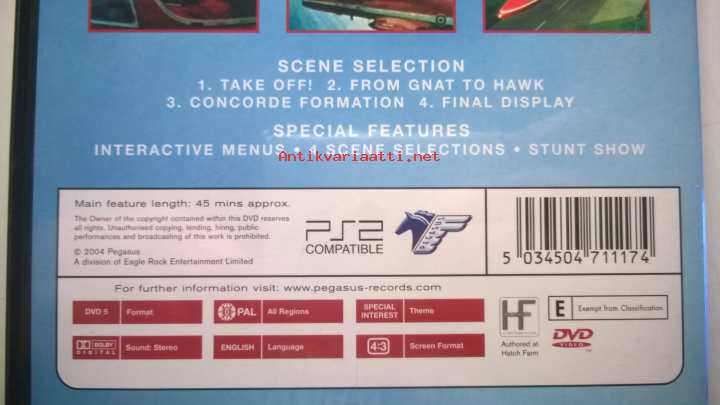 SCENE SELECTION
1. TAKE OFF! 2. FROM GNAT TO HAWK
3. CONCORDE FORMATION 4. FINAL DISPLAY
SPECIAL FEATURES
INTERACTIVE MENUS • 4 SCENE SELECTIONS • STUNT SHOW
Antikvariaatti.net
Main feature length: 45 mins approx.
The Owner of the copyright contained within this DVD reserves
all rights. Unauthorised copying, lending, hiring, public
performances and broadcasting of this work is prohibited.
© 2004 Pegasus
A division of Eagle Rock Entertainment Limited
PS2
COMPATIBLE
5 034504 711174
For further information visit: www.pegasus-records.com
DVD 5 Format
PAL All Regions
SPECIAL INTEREST Theme
DOLBY DIGITAL Sound: Stereo
ENGLISH Language
4:3 Screen Format
HF
Authored at
Hatch Farm
E Exempt from Classification
DVD
VIDEO